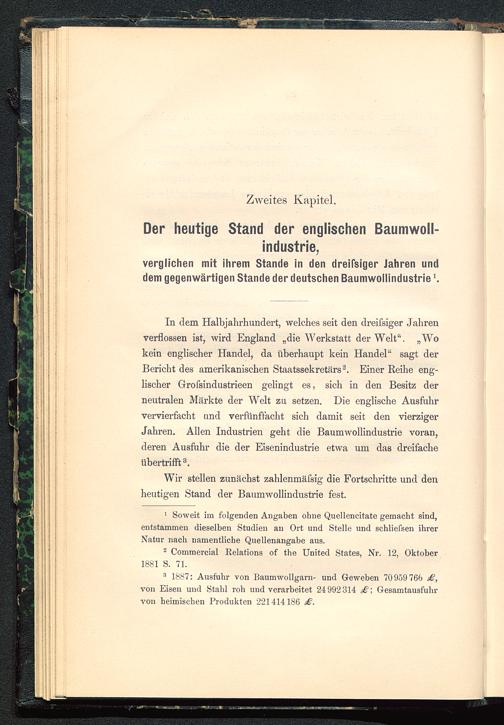 Zweites Kapitel.
Der heutige Stand der englischen Baumwoll-
industrie,
verglichen mit ihrem Stande in den dreiſsiger Jahren und
dem gegenwärtigen Stande der deutschen Baumwollindustrie ¹.
In dem Halbjahrhundert, welches seit den dreiſsiger Jahren
verflossen ist, wird England „die Werkstatt der Welt“. „Wo
kein englischer Handel, da überhaupt kein Handel“ sagt der
Bericht des amerikanischen Staatssekretärs ². Einer Reihe eng-
lischer Groſsindustrieen gelingt es, sich in den Besitz der
neutralen Märkte der Welt zu setzen. Die englische Ausfuhr
vervierfacht und verfünffacht sich damit seit den vierziger
Jahren. Allen Industrien geht die Baumwollindustrie voran,
deren Ausfuhr die der Eisenindustrie etwa um das dreifache
übertrifft ³.
Wir stellen zunächst zahlenmäſsig die Fortschritte und den
heutigen Stand der Baumwollindustrie fest.
¹ Soweit im folgenden Angaben ohne Quellencitate gemacht sind,
entstammen dieselben Studien an Ort und Stelle und schlieſsen ihrer
Natur nach namentliche Quellenangabe aus.
² Commercial Relations of the United States, Nr. 12, Oktober
1881 S. 71.
³ 1887: Ausfuhr von Baumwollgarn- und Geweben 70 959 766 £,
von Eisen und Stahl roh und verarbeitet 24 992 314 £; Gesamtausfuhr
von heimischen Produkten 221 414 186 £.